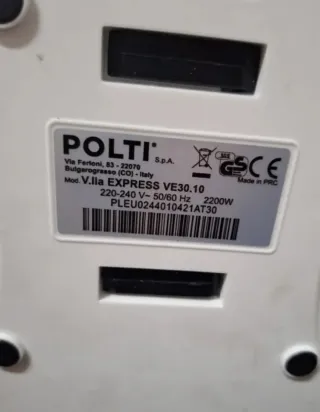 POLTI® S.p.A.
Via Ferloni, 83 - 22070
Bulgarograsso (CO) - Italy
Made in PRC
Mod. V.lla EXPRESS VE30.10
220-240 V~ 50/60 Hz 2200W
PLEU0244010421AT30